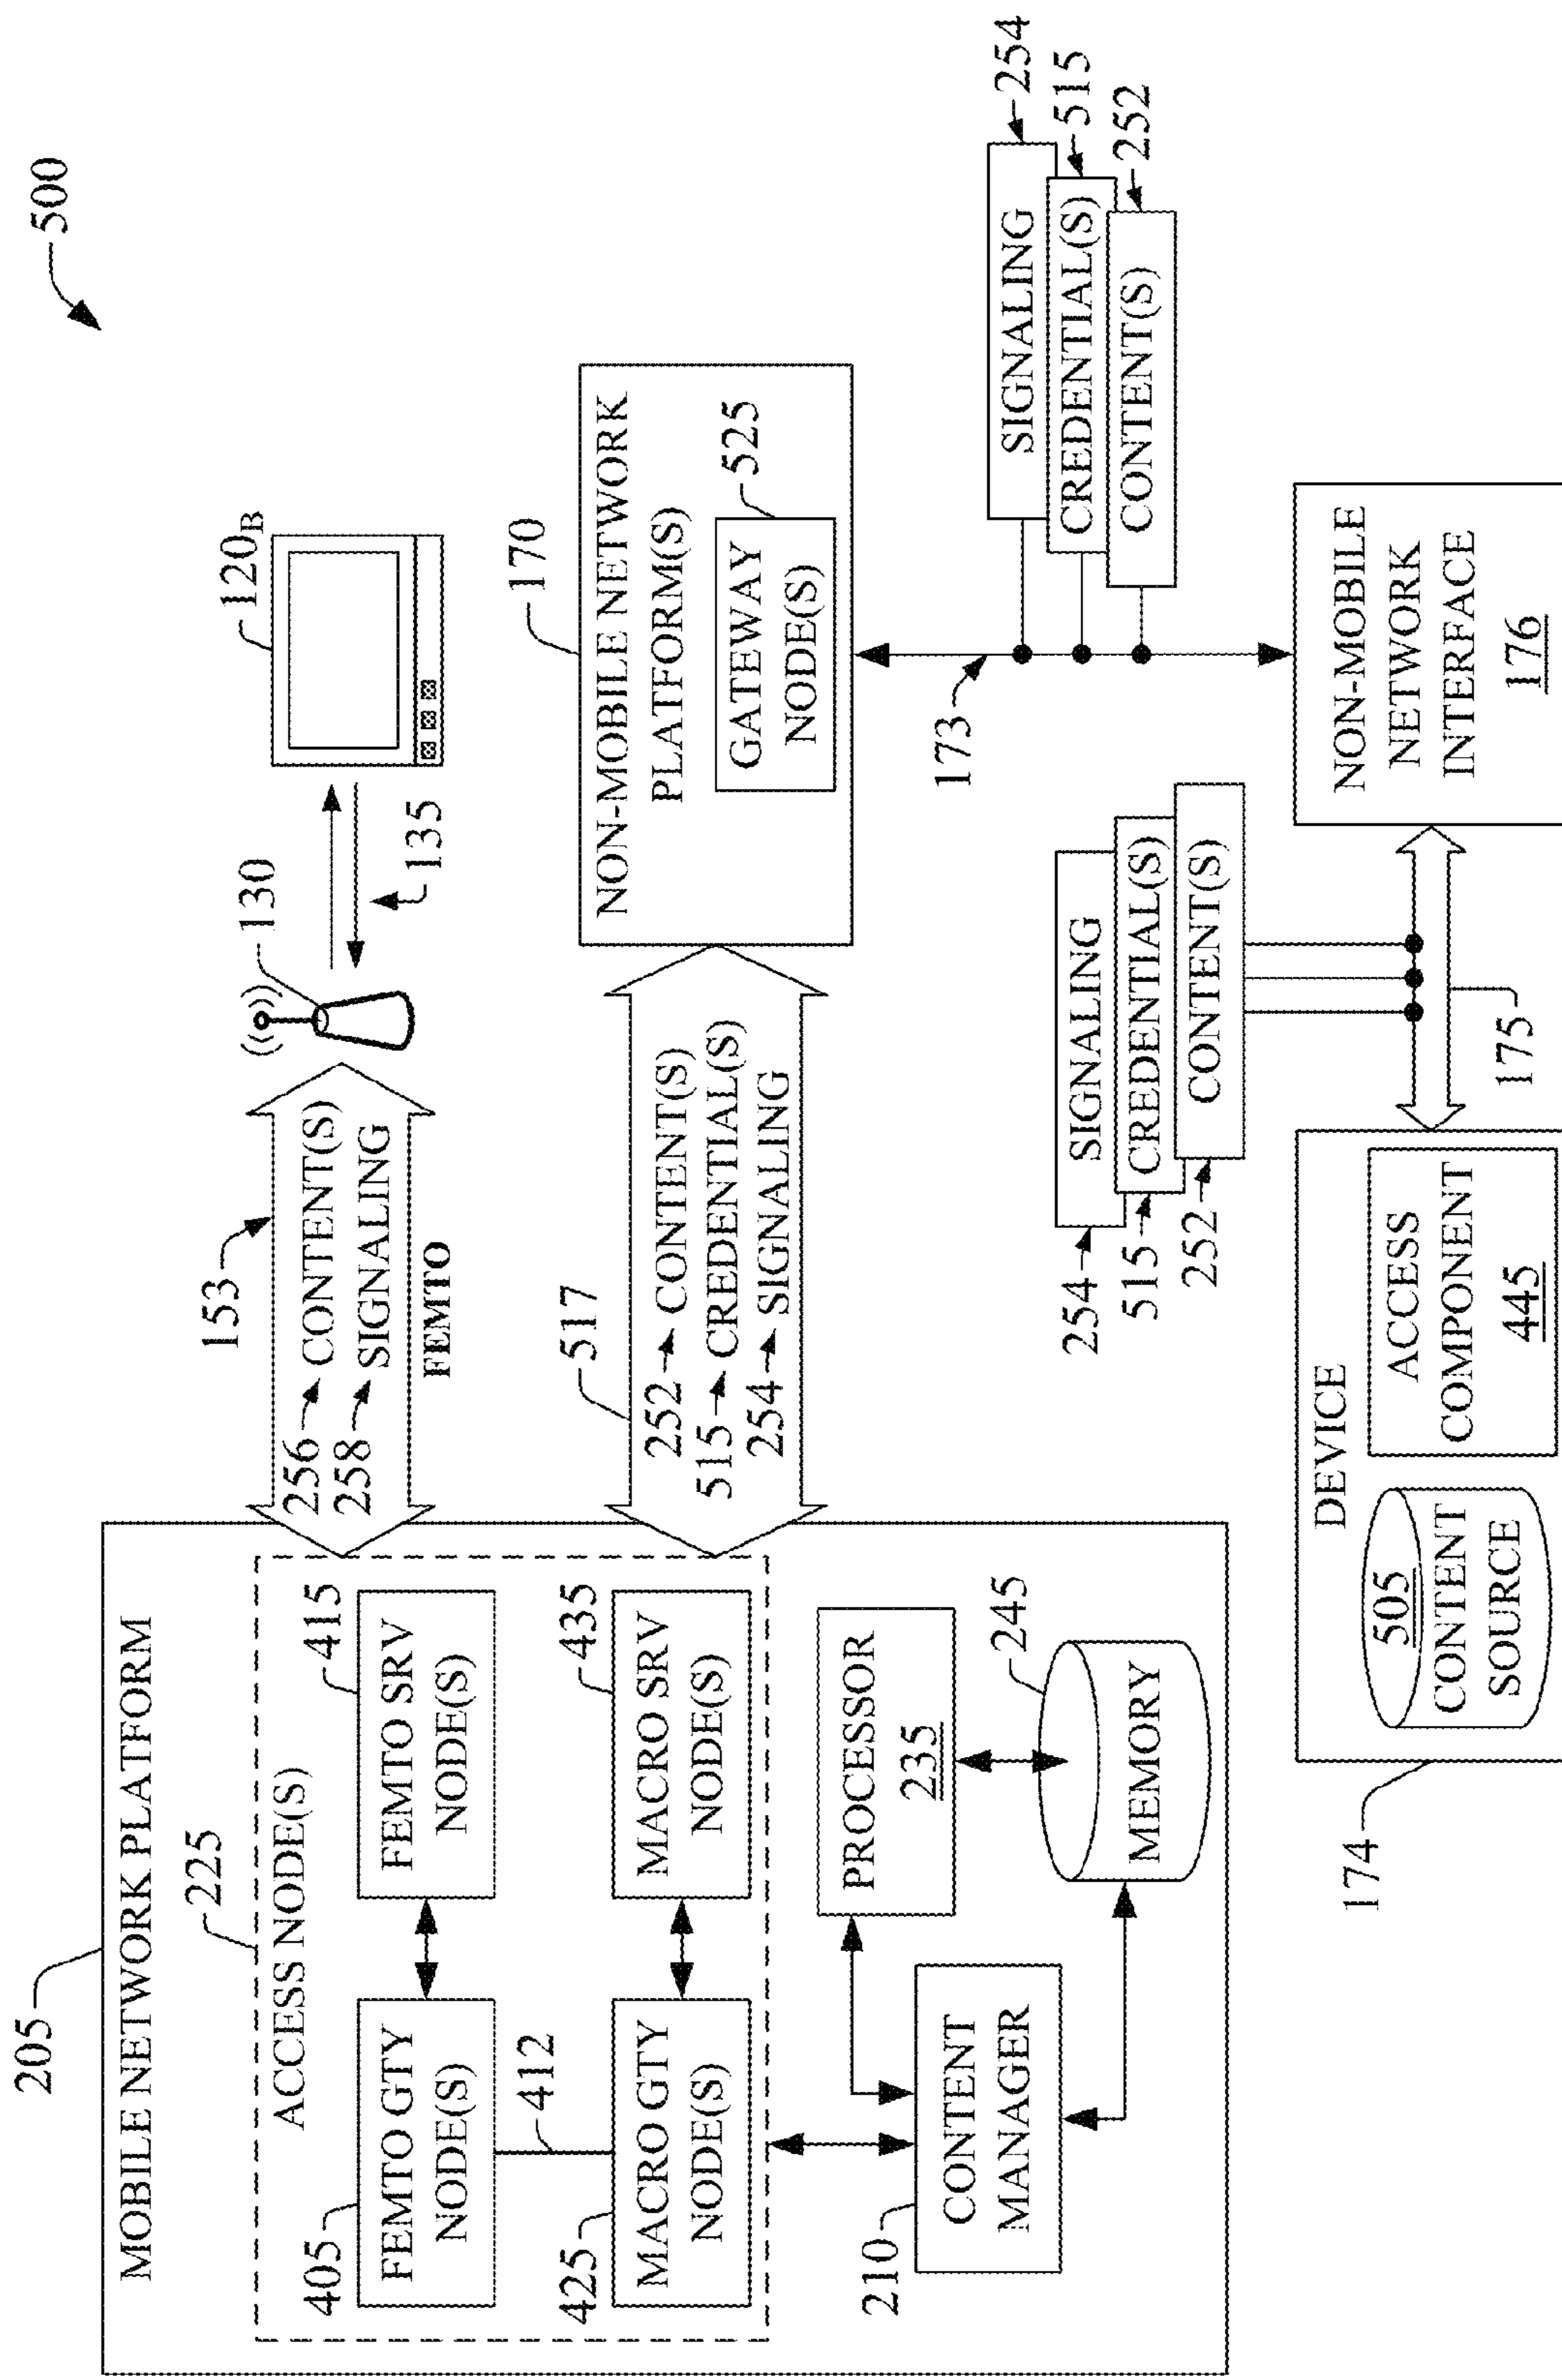 500
205
MOBILE NETWORK PLATFORM
225
ACCESS NODE(S)
405
FEMTO GTY
NODE(S)
415
FEMTO SRV
NODE(S)
412
425
MACRO GTY
NODE(S)
435
MACRO SRV
NODE(S)
210
CONTENT
MANAGER
PROCESSOR
235
245
MEMORY
153
256 CONTENT(S)
258 SIGNALING
FEMTO
130
135
120B
517
252 CONTENT(S)
515 CREDENTIAL(S)
254 SIGNALING
170
NON-MOBILE NETWORK
PLATFORM(S)
GATEWAY
NODE(S)
525
173
SIGNALING
254
CREDENTIAL(S)
515
CONTENT(S)
252
254
SIGNALING
515
CREDENTIAL(S)
252
CONTENT(S)
174
DEVICE
505
CONTENT
SOURCE
ACCESS
COMPONENT
445
175
NON-MOBILE
NETWORK
INTERFACE
176